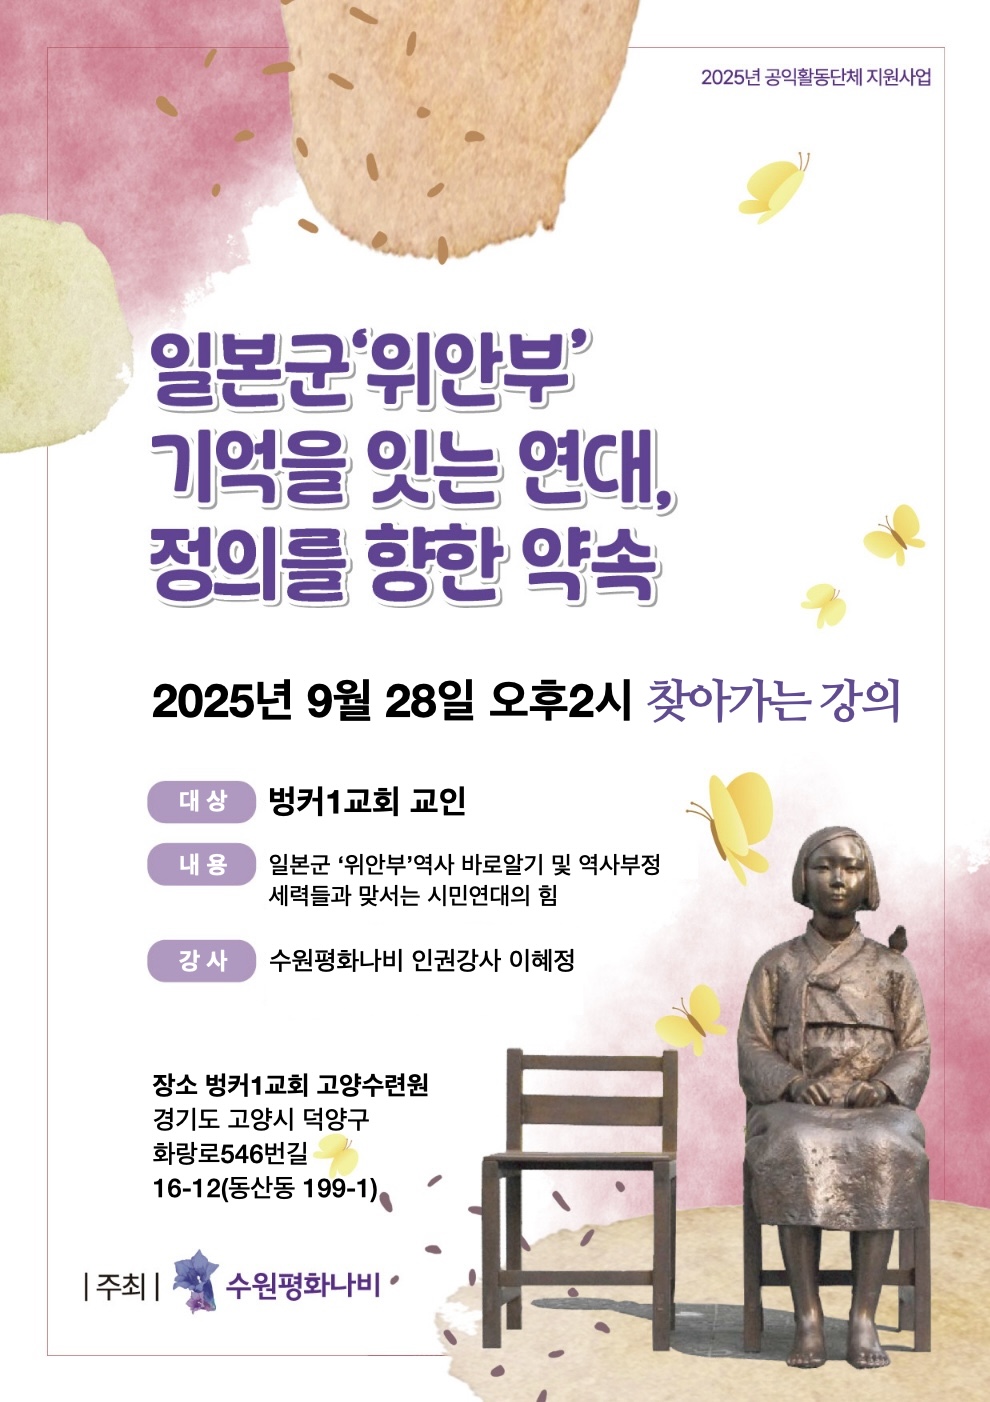 2025년 공익활동단체 지원사업
일본군‘위안부’
기억을 잇는 연대,
정의를 향한 약속
2025년 9월 28일 오후2시 찾아가는 강의
대 상 벙커1교회 교인
내 용 일본군 ‘위안부’역사 바로알기 및 역사부정
세력들과 맞서는 시민연대의 힘
강 사 수원평화나비 인권강사 이혜정
장소 벙커1교회 고양수련원
경기도 고양시 덕양구
화랑로546번길
16-12(동산동 199-1)
| 주최 | 수원평화나비